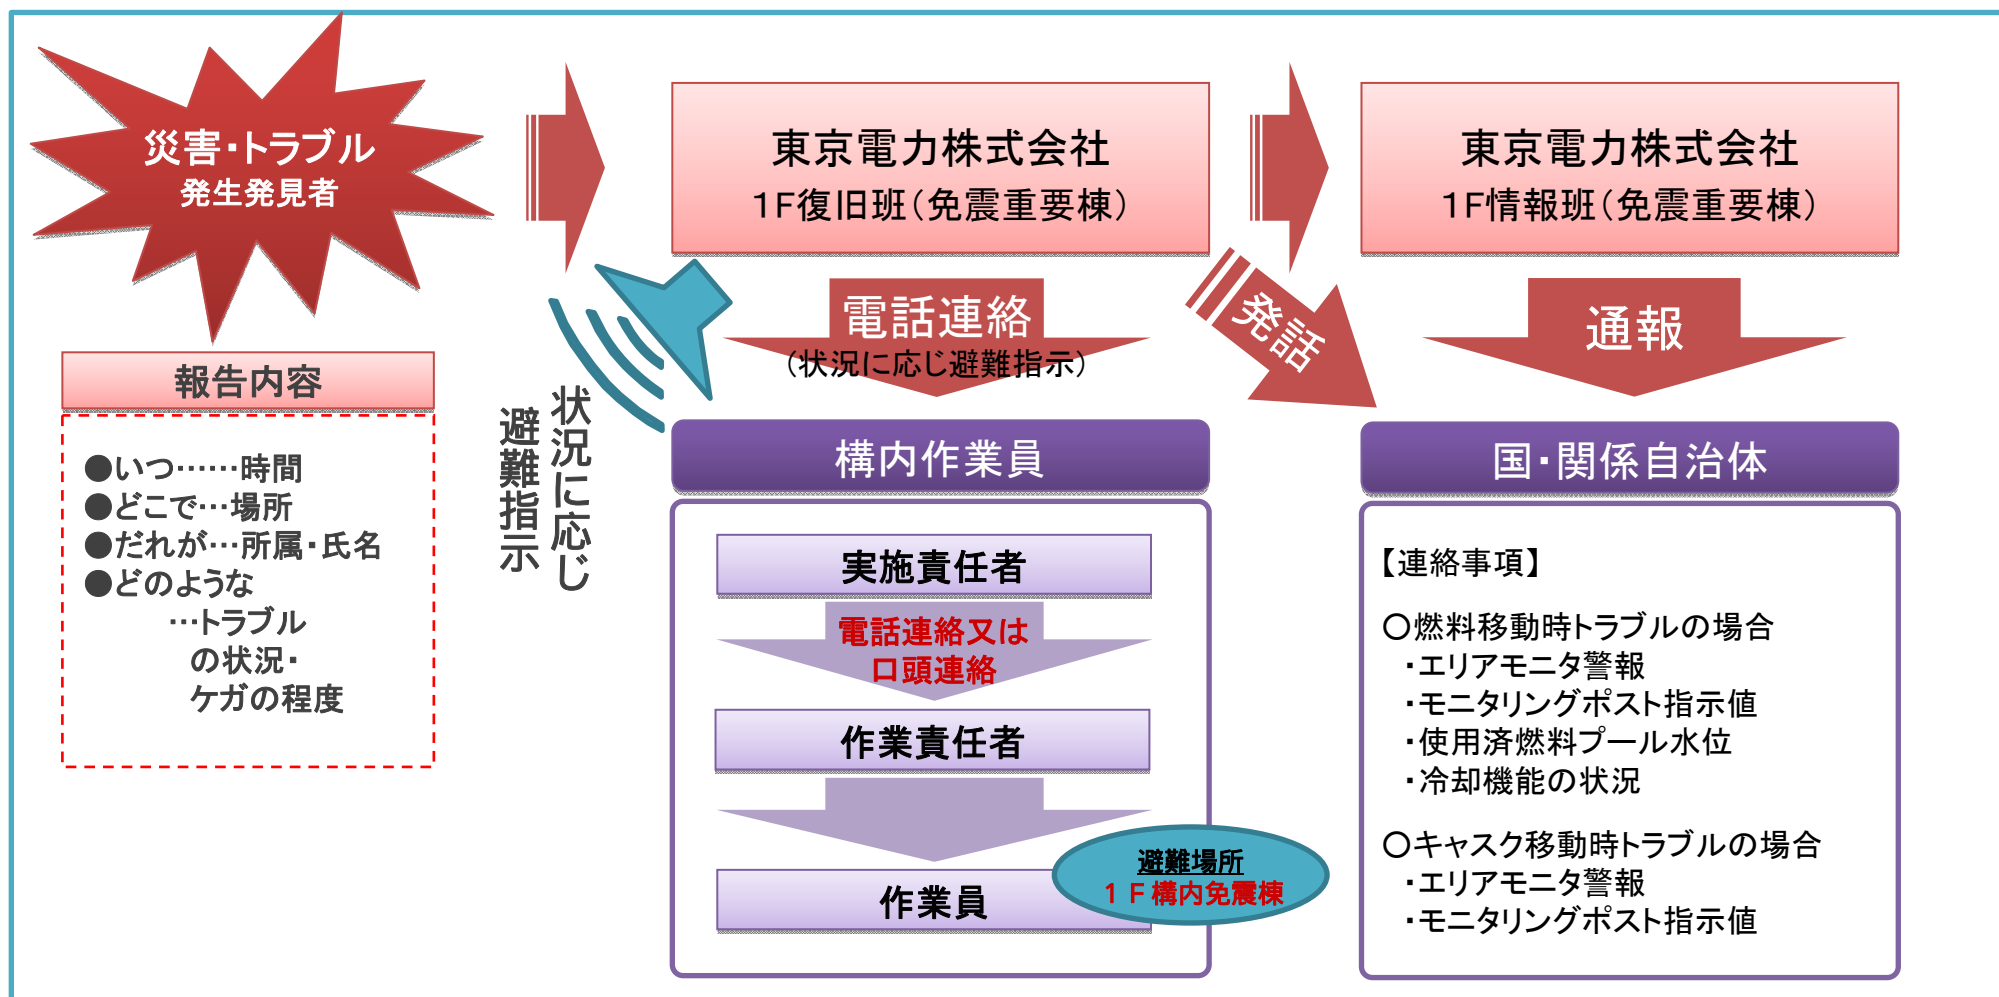 災害・トラブル
発生発見者
報告内容
●いつ……時間
●どこで…場所
●だれが…所属・氏名
●どのような
…トラブル
の状況・
ケガの程度
状況に応じ
避難指示
東京電力株式会社
1F復旧班（免震重要棟）
電話連絡
（状況に応じ避難指示）
構内作業員
実施責任者
電話連絡又は
口頭連絡
作業責任者
作業員
避難場所
１Ｆ構内免震棟
東京電力株式会社
1F情報班（免震重要棟）
発話
通報
国・関係自治体
【連絡事項】
○燃料移動時トラブルの場合
・エリアモニタ警報
・モニタリングポスト指示値
・使用済燃料プール水位
・冷却機能の状況
○キャスク移動時トラブルの場合
・エリアモニタ警報
・モニタリングポスト指示値